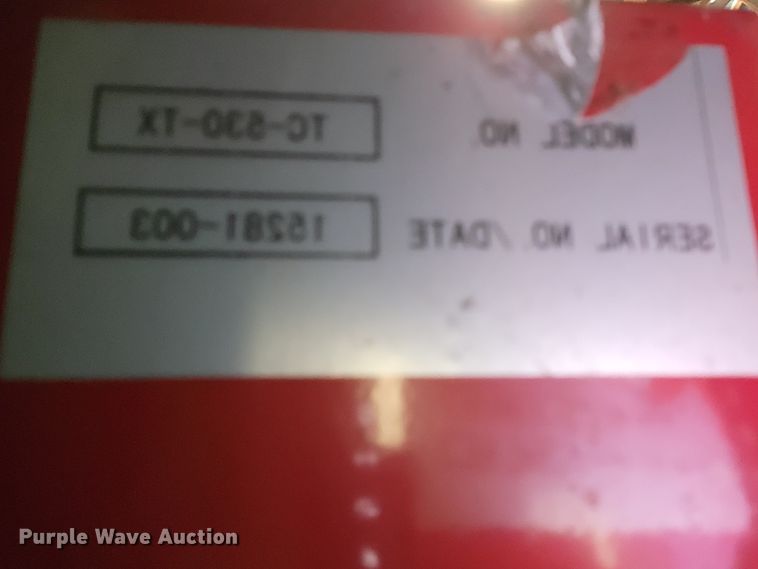 MODEL NO. TC-530-TX
SERIAL NO. /DATE 15281-003
Purple Wave Auction